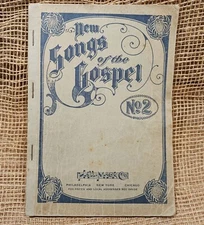 New
Songs
of the
Gospel
No. 2
PHILADELPHIA NEW YORK CHICAGO